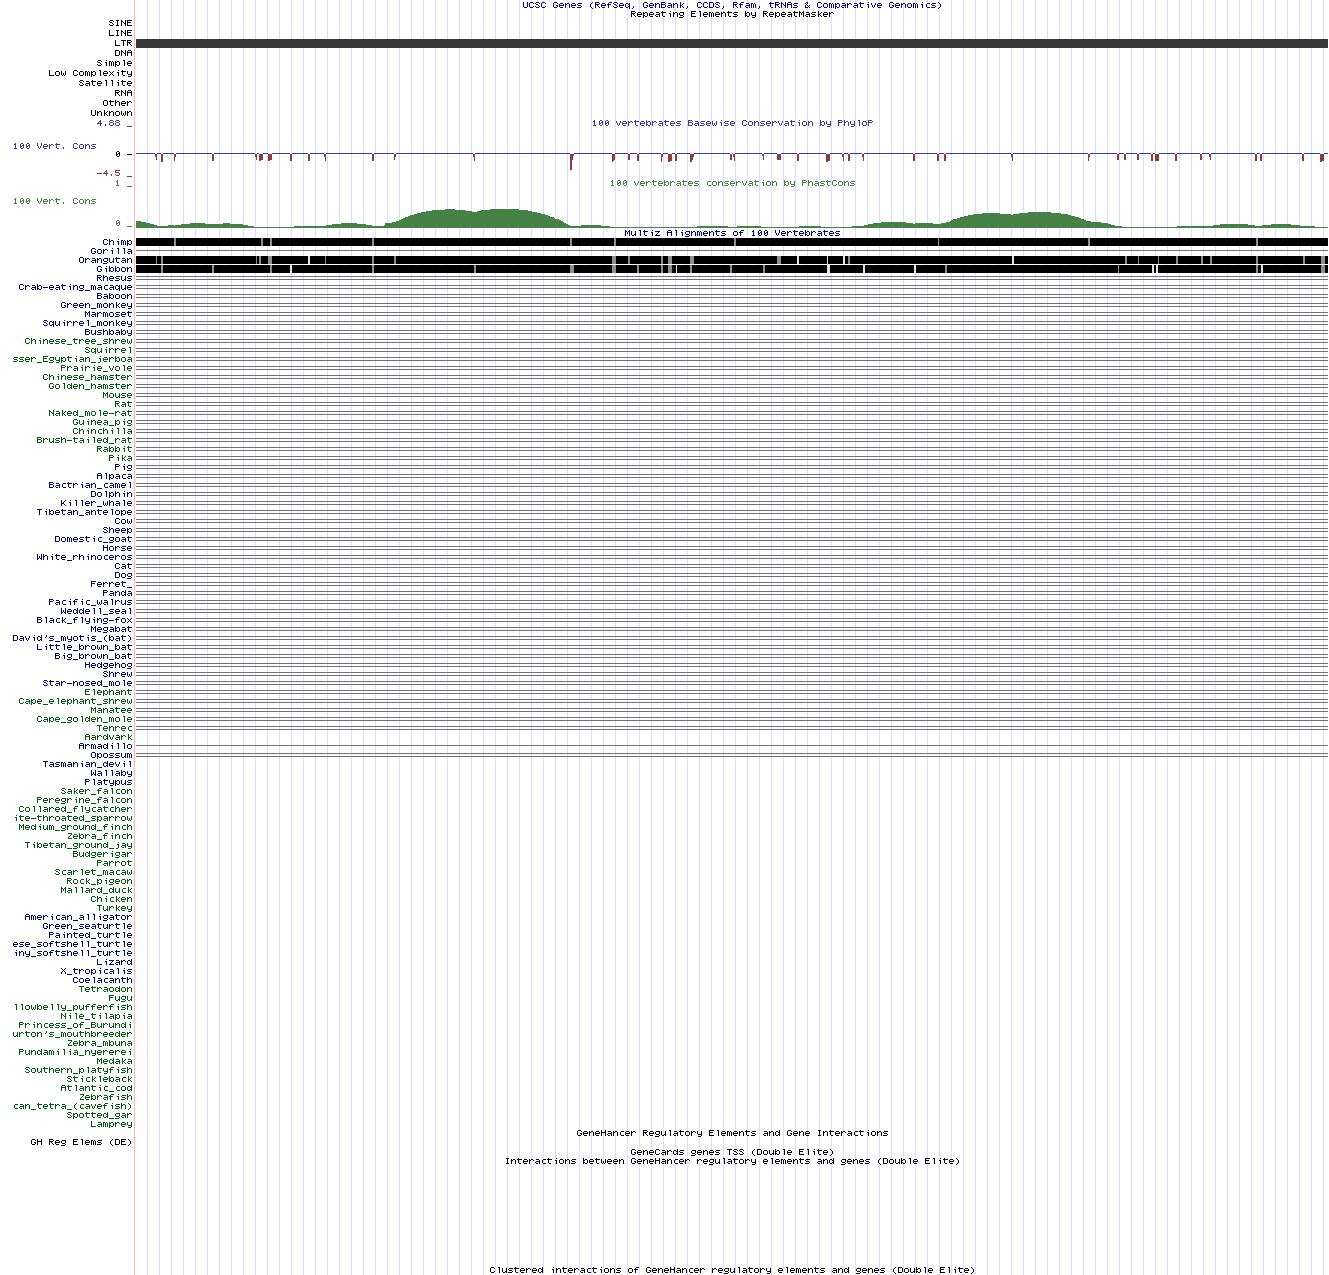 UCSC Genes (RefSeq, GenBank, CCDS, Rfam, tRNAs & Comparative Genomics)
Repeating Elements by RepeatMasker
SINE
LINE
LTR
DNA
Simple
Low Complexity
Satellite
RNA
Other
Unknown
4.88 _
100 vertebrates Basewise Conservation by PhyloP
100 Vert. Cons
0 _
-4.5 _
1 _
100 vertebrates conservation by PhastCons
100 Vert. Cons
0 _
Multiz Alignments of 100 Vertebrates
Chimp
Gorilla
Orangutan
Gibbon
Rhesus
Crab-eating_macaque
Baboon
Green_monkey
Marmoset
Squirrel_monkey
Bushbaby
Chinese_tree_shrew
Squirrel
sser_Egyptian_jerboa
Prairie_vole
Chinese_hamster
Golden_hamster
Mouse
Rat
Naked_mole-rat
Guinea_pig
Chinchilla
Brush-tailed_rat
Rabbit
Pika
Pig
Alpaca
Bactrian_camel
Dolphin
Killer_whale
Tibetan_antelope
Cow
Sheep
Domestic_goat
Horse
White_rhinoceros
Cat
Dog
Ferret_
Panda
Pacific_walrus
Weddell_seal
Black_flying-fox
Megabat
David's_myotis_(bat)
Little_brown_bat
Big_brown_bat
Hedgehog
Shrew
Star-nosed_mole
Elephant
Cape_elephant_shrew
Manatee
Cape_golden_mole
Tenrec
Aardvark
Armadillo
Opossum
Tasmanian_devil
Wallaby
Platypus
Saker_falcon
Peregrine_falcon
Collared_flycatcher
ite-throated_sparrow
Medium_ground_finch
Zebra_finch
Tibetan_ground_jay
Budgerigar
Parrot
Scarlet_macaw
Rock_pigeon
Mallard_duck
Chicken
Turkey
American_alligator
Green_seaturtle
Painted_turtle
ese_softshell_turtle
iny_softshell_turtle
Lizard
X_tropicalis
Coelacanth
Tetraodon
Fugu
llowbelly_pufferfish
Nile_tilapia
Princess_of_Burundi
urton's_mouthbreeder
Zebra_mbuna
Pundamilia_nyererei
Medaka
Southern_platyfish
Stickleback
Atlantic_cod
Zebrafish
can_tetra_(cavefish)
Spotted_gar
Lamprey
GeneHancer Regulatory Elements and Gene Interactions
GH Reg Elems (DE)
GeneCards genes TSS (Double Elite)
Interactions between GeneHancer regulatory elements and genes (Double Elite)
Clustered interactions of GeneHancer regulatory elements and genes (Double Elite)